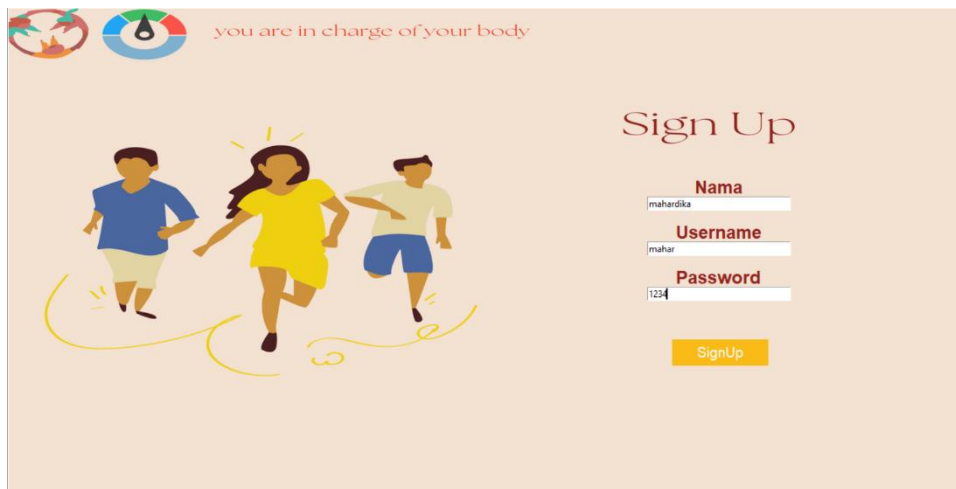 you are in charge of your body
Sign Up
Nama
mahardika
Username
mahar
Password
1234
SignUp